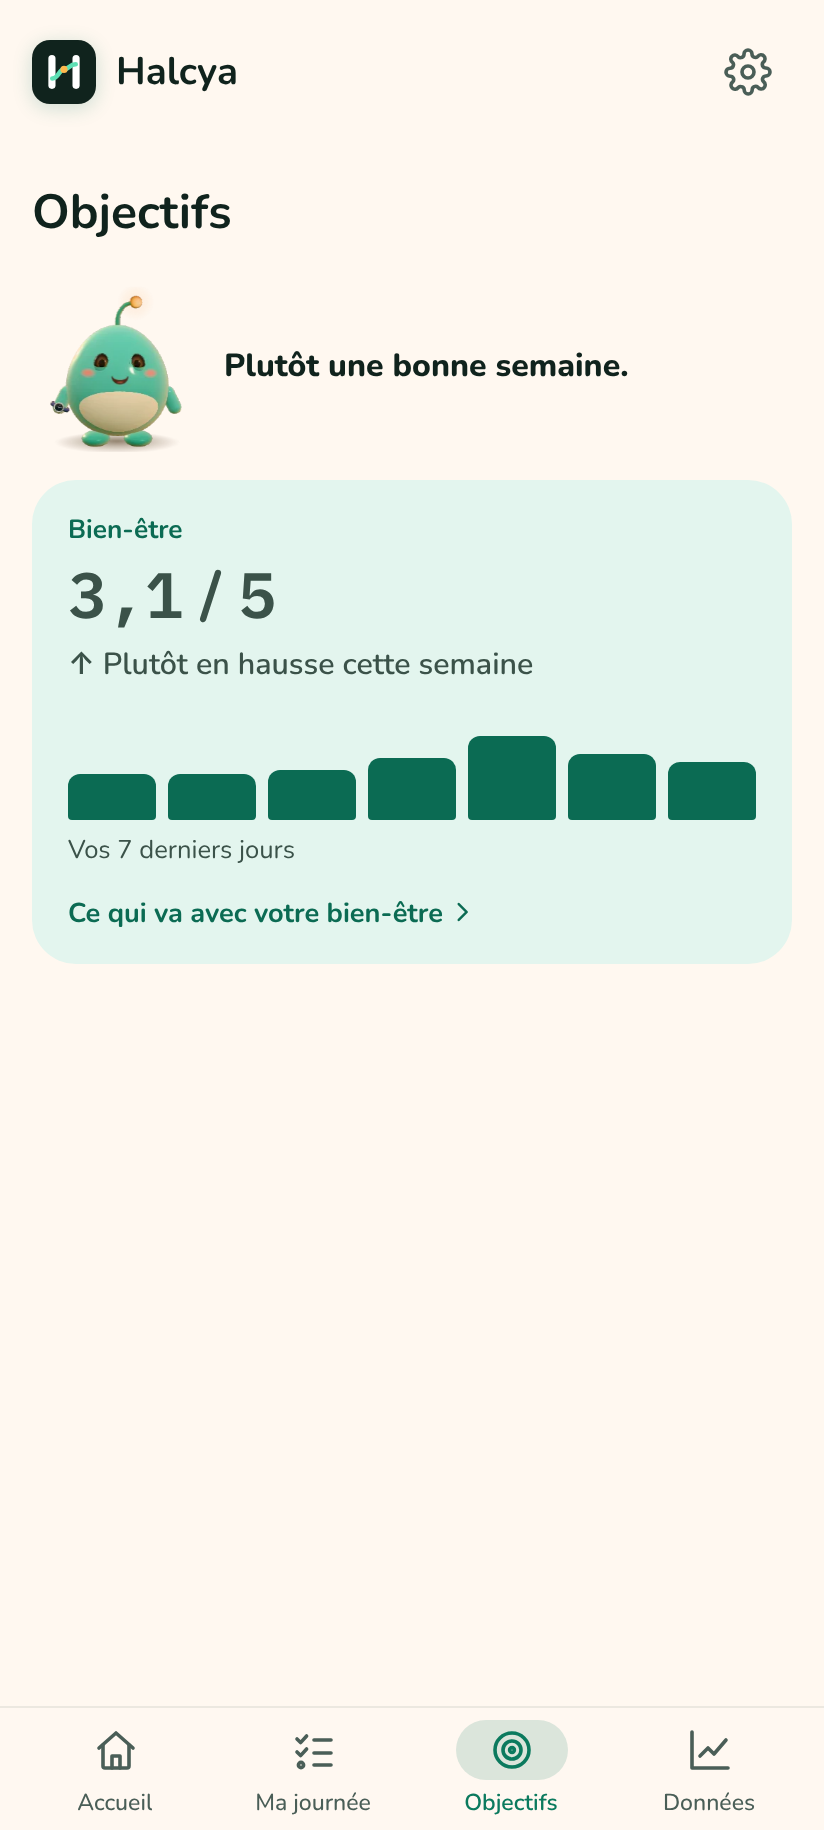 Halcya
Objectifs
Plutôt une bonne semaine.
Bien-être
3,1/5
↑ Plutôt en hausse cette semaine
Vos 7 derniers jours
Ce qui va avec votre bien-être >
Accueil
Ma journée
Objectifs
Données